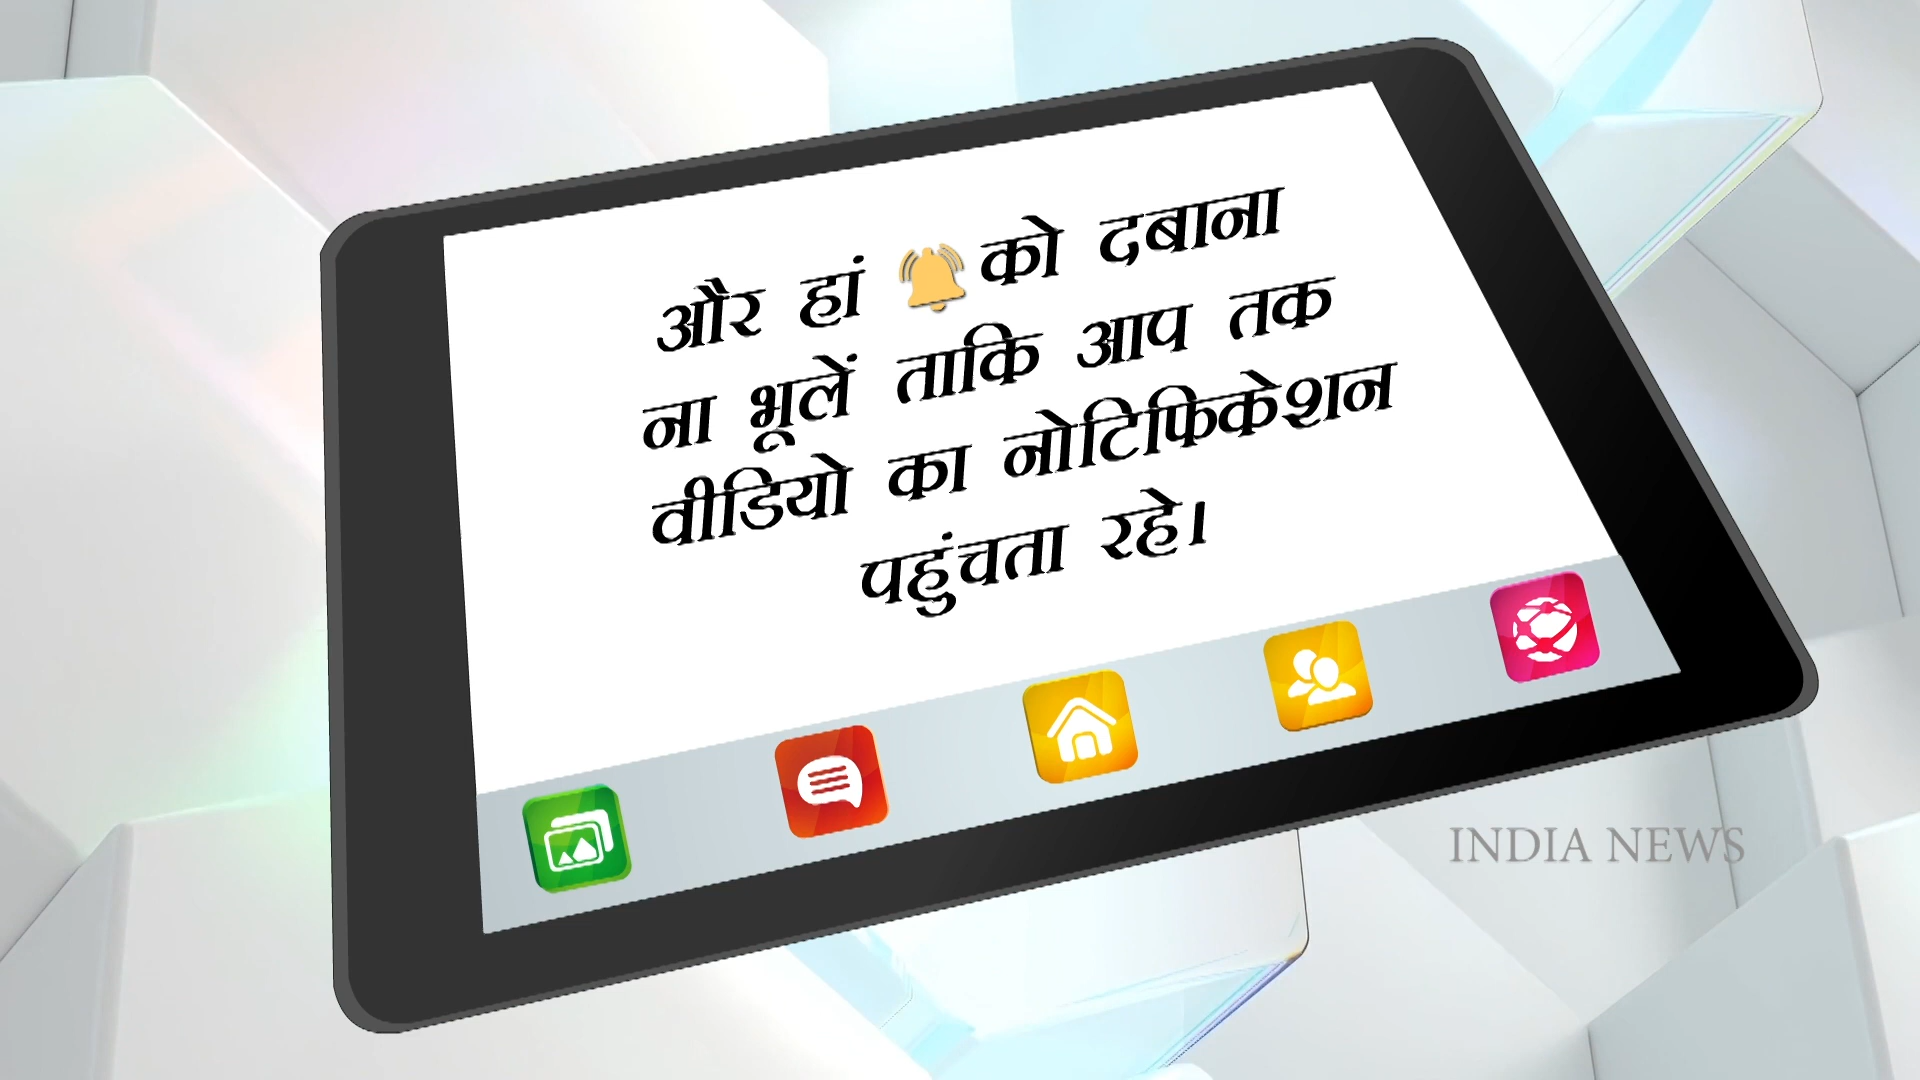 और हां 🔔 को दबाना
ना भूलें ताकि आप तक
वीडियो का नोटिफिकेशन
पहुंचता रहे।
INDIA NEWS